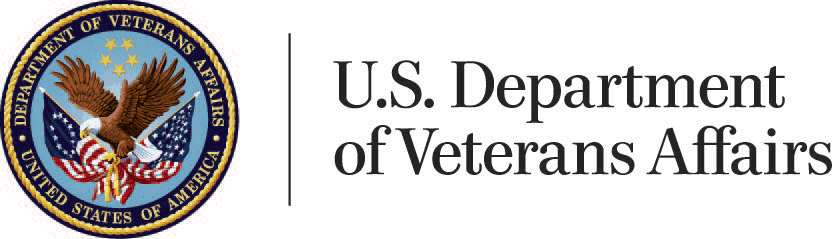 DEPARTMENT OF VETERANS AFFAIRS
UNITED STATES OF AMERICA
U.S. Department
of Veterans Affairs